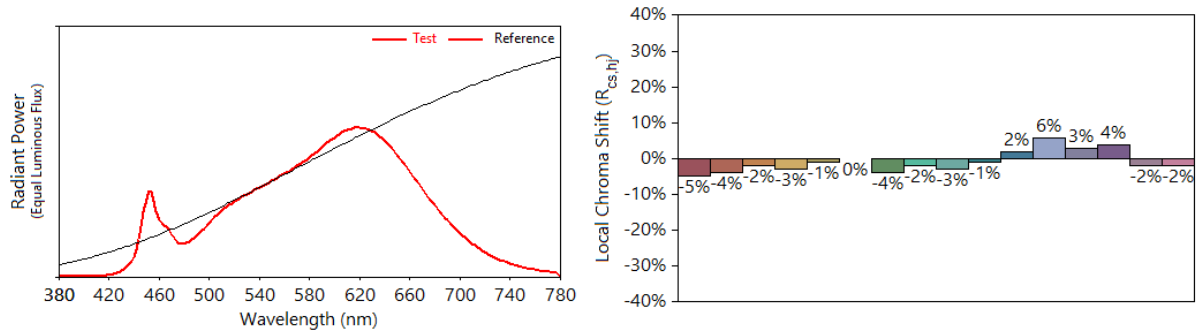 Test Reference
Radiant Power
(Equal Luminous Flux)
380 420 460 500 540 580 620 660 700 740 780
Wavelength (nm)
Local Chroma Shift (Rcs,hj)
40%
30%
20%
10%
0%
-10%
-20%
-30%
-40%
-5% -4% -2% -3% -1% 0% -4% -2% -3% -1% 2% 6% 3% 4% -2% -2%